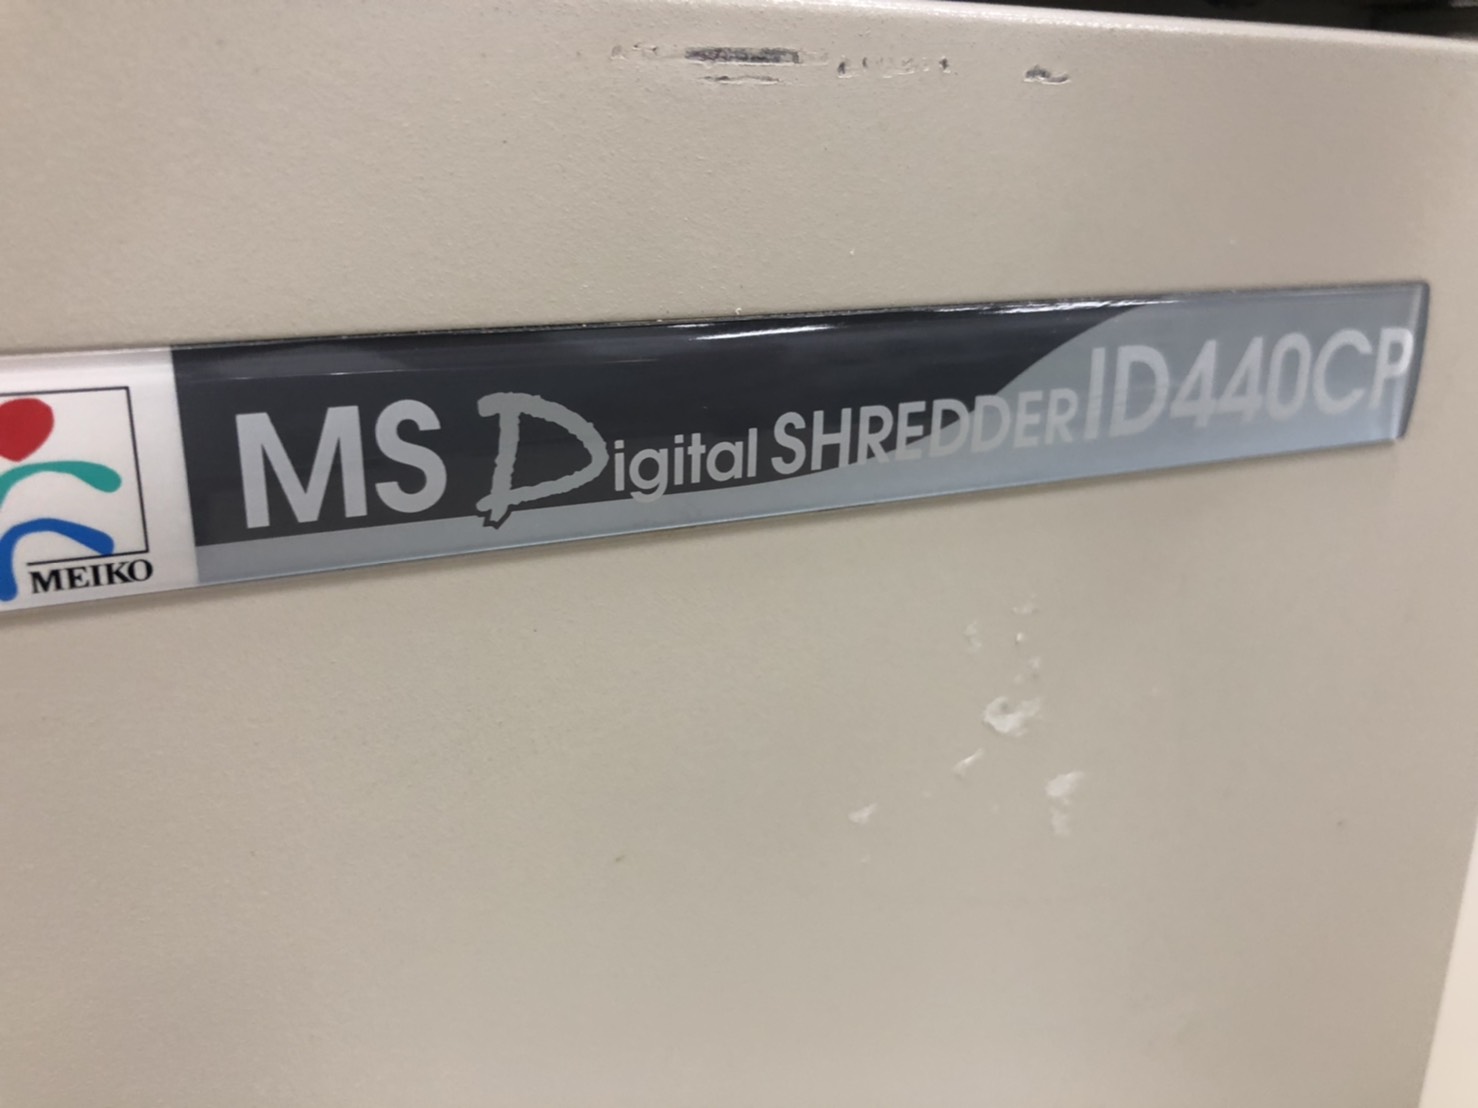 MS Digital SHREDDER ID440CP
MEIKO